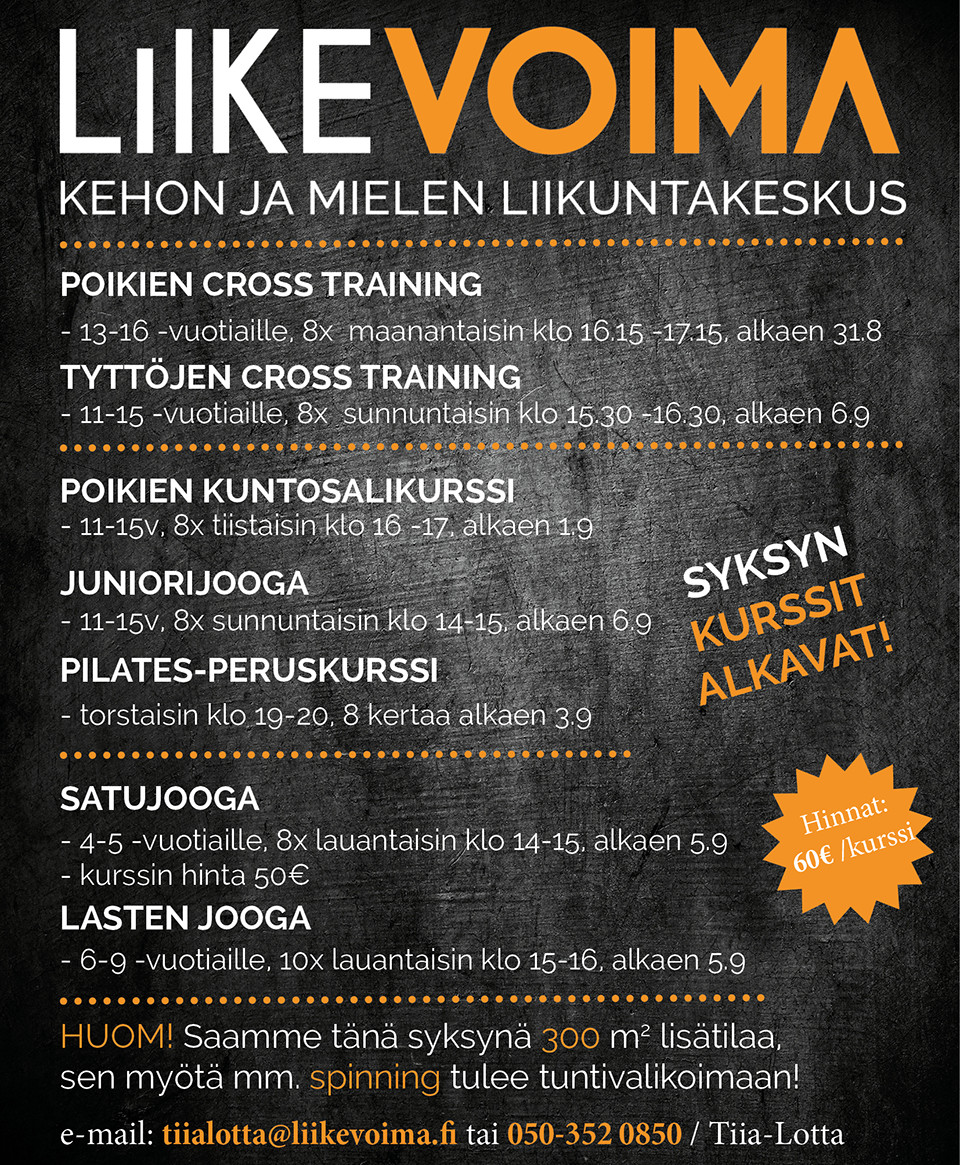 LIIKEVOIMA
KEHON JA MIELEN LIIKUNTAKESKUS
POIKIEN CROSS TRAINING
- 13-16 -vuotiaille, 8x maanantaisin klo 16.15 -17.15, alkaen 31.8
TYTTÖJEN CROSS TRAINING
- 11-15 -vuotiaille, 8x sunnuntaisin klo 15.30 -16.30, alkaen 6.9
POIKIEN KUNTOSALIKURSSI
- 11-15v, 8x tiistaisin klo 16 -17, alkaen 1.9
JUNIORIJOOGA
- 11-15v, 8x sunnuntaisin klo 14-15, alkaen 6.9
PILATES-PERUSKURSSI
- torstaisin klo 19-20, 8 kertaa alkaen 3.9
SYKSYN
KURSSIT
ALKAVAT!
SATUJOOGA
- 4-5 -vuotiaille, 8x lauantaisin klo 14-15, alkaen 5.9
- kurssin hinta 50€
LASTEN JOOGA
- 6-9 -vuotiaille, 10x lauantaisin klo 15-16, alkaen 5.9
Hinnat:
60€ /kurssi
HUOM! Saamme tänä syksynä 300 m² lisätilaa,
sen myötä mm. spinning tulee tuntivalikoimaan!
e-mail: tiialotta@liikevoima.fi tai 050-352 0850 / Tiia-Lotta